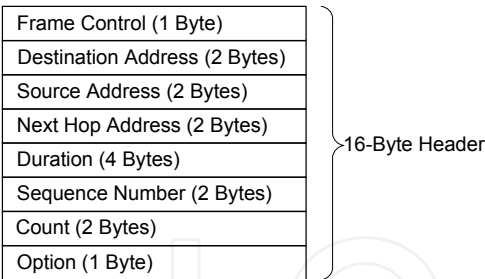 Frame Control (1 Byte)
Destination Address (2 Bytes)
Source Address (2 Bytes)
Next Hop Address (2 Bytes)
Duration (4 Bytes)
Sequence Number (2 Bytes)
Count (2 Bytes)
Option (1 Byte)
16-Byte Header